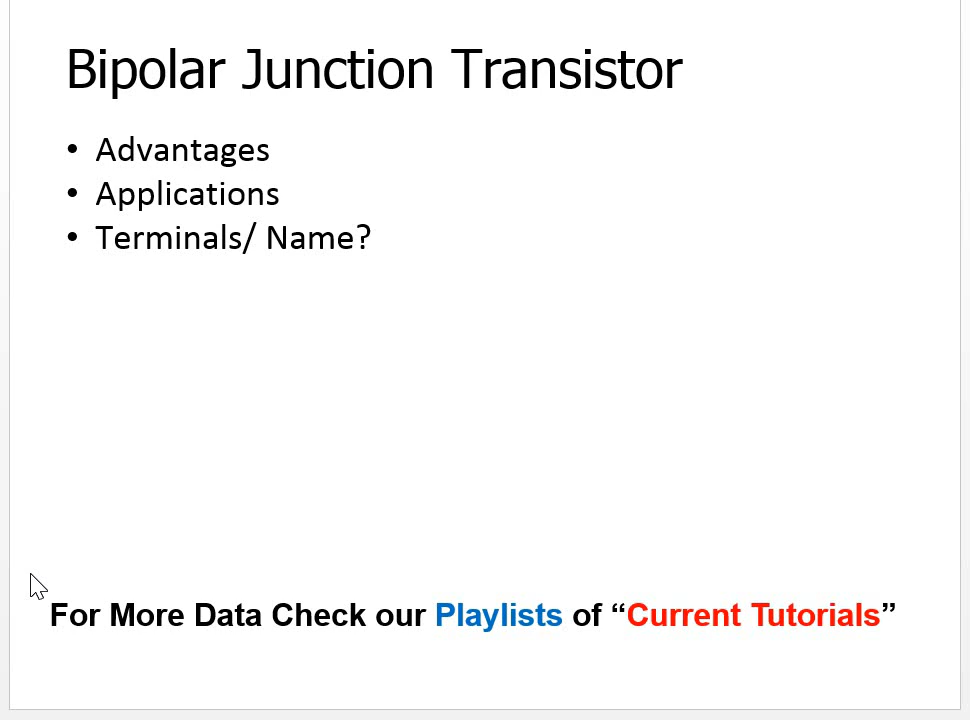 Bipolar Junction Transistor
• Advantages
• Applications
• Terminals/ Name?
For More Data Check our Playlists of “Current Tutorials”